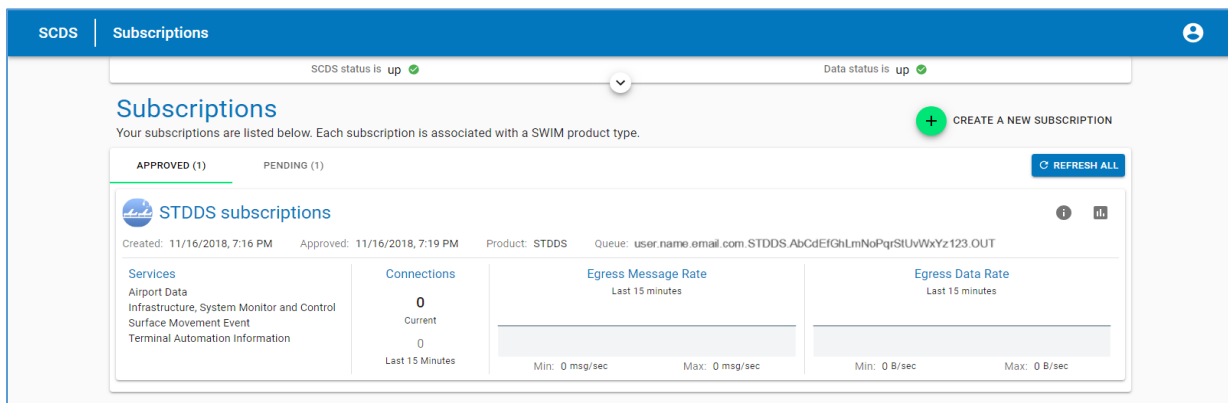 SCDS Subscriptions
SCDS status is up
Data status is up
Subscriptions
Your subscriptions are listed below. Each subscription is associated with a SWIM product type.
CREATE A NEW SUBSCRIPTION
APPROVED (1) PENDING (1)
REFRESH ALL
STDDS subscriptions
Created: 11/16/2018, 7:16 PM Approved: 11/16/2018, 7:19 PM Product: STDDS Queue: user.name.email.com.STDDS.AbCdEfGhLmNoPqrStUvWxYz123.OUT
Services
Airport Data
Infrastructure, System Monitor and Control
Surface Movement Event
Terminal Automation Information
Connections
0
Current
0
Last 15 Minutes
Egress Message Rate
Last 15 minutes
Min: 0 msg/sec Max: 0 msg/sec
Egress Data Rate
Last 15 minutes
Min: 0 B/sec Max: 0 B/sec